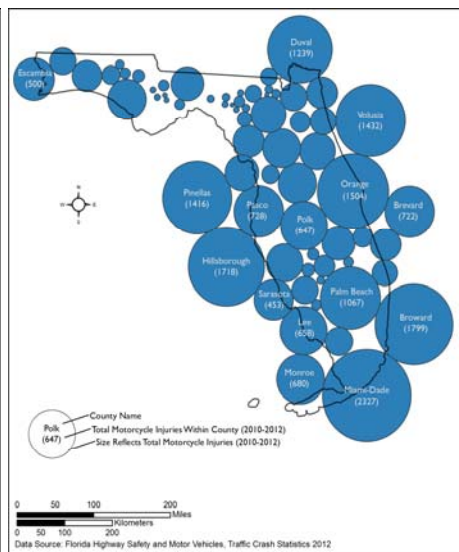 Duval
(1239)
Escambia
(500)
Volusia
(1432)
Orange
(1504)
Pinellas
(1416)
Pasco
(728)
Brevard
(722)
Polk
(647)
Hillsborough
(1718)
Palm Beach
(1067)
Sarasota
(453)
Broward
(1799)
Lee
(658)
Monroe
(680)
Miami-Dade
(2327)
N
W
E
S
County Name
Polk
Total Motorcycle Injuries Within County (2010-2012)
(647)
Size Reflects Total Motorcycle Injuries (2010-2012)
0 50 100 200
Miles
Kilometers
0 50 100 200
Data Source: Florida Highway Safety and Motor Vehicles, Traffic Crash Statistics 2012